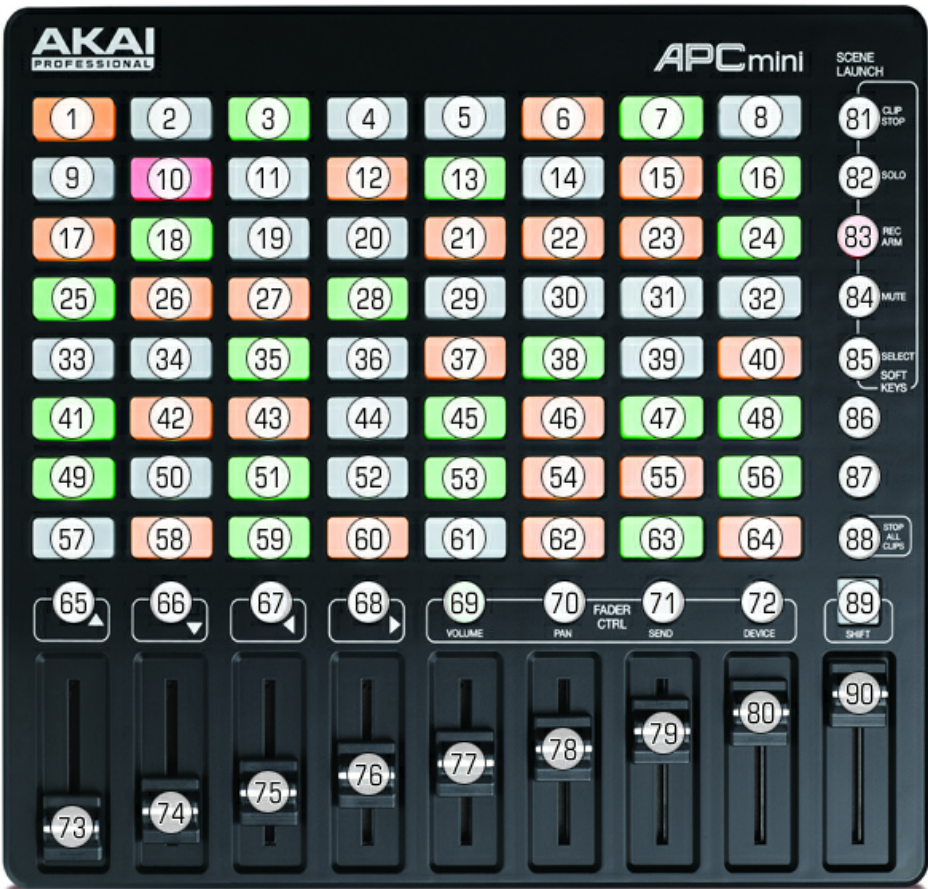 AKAI
PROFESSIONAL
APCmini
SCENE
LAUNCH
1 2 3 4 5 6 7 8 81 CLIP
STOP
9 10 11 12 13 14 15 16 82 SOLO
17 18 19 20 21 22 23 24 83 REC
ARM
25 26 27 28 29 30 31 32 84 MUTE
33 34 35 36 37 38 39 40 85 SELECT
SOFT
KEYS
41 42 43 44 45 46 47 48 86
49 50 51 52 53 54 55 56 87
57 58 59 60 61 62 63 64 88 STOP
ALL
CLIPS
65 66 67 68 69 70 71 72 89
FADER
CTRL
VOLUME PAN SEND DEVICE SHIFT
73 74 75 76 77 78 79 80 90